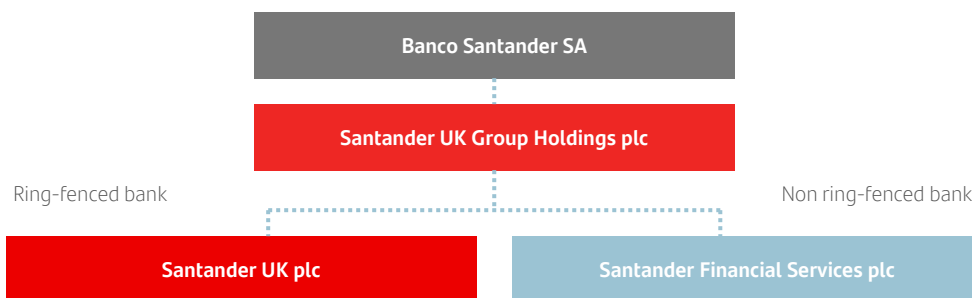 Banco Santander SA
Santander UK Group Holdings plc
Ring-fenced bank
Non ring-fenced bank
Santander UK plc
Santander Financial Services plc